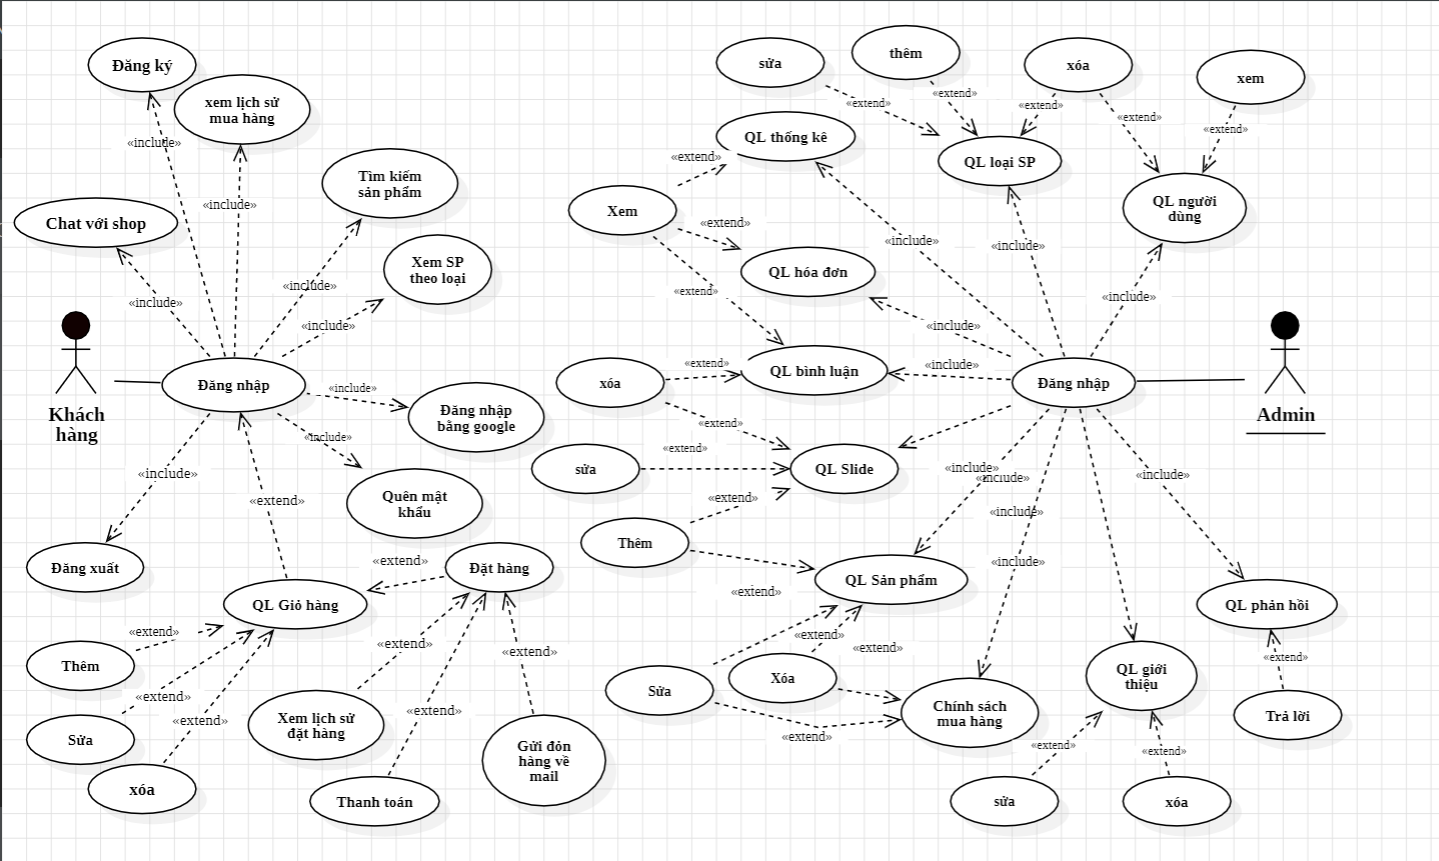 Đăng ký
xem lịch sử
mua hàng
«include»
Tìm kiếm
sản phẩm
«include»
Chat với shop
Xem SP
theo loại
«include»
«include»
«include»
Khách
hàng
Đăng nhập
«include»
Đăng nhập
bằng google
«include»
«include»
Quên mật
khẩu
«extend»
Đăng xuất
«extend»
Đặt hàng
QL Giỏ hàng
«extend»
Thêm
«extend»
«extend»
«extend»
«extend»
Sửa
xóa
Xem lịch sử
đặt hàng
«extend»
Gửi đơn
hàng về
mail
Thanh toán
sửa
thêm
xóa
xem
«extend»
«extend»
«extend»
«extend»
«extend»
QL thống kê
«extend»
QL loại SP
QL người
dùng
Xem
«extend»
«include»
«include»
QL hóa đơn
«extend»
«include»
«include»
xóa
«extend»
QL bình luận
«include»
Đăng nhập
Admin
«extend»
sửa
«extend»
QL Slide
«include»
«include»
«include»
«extend»
«include»
Thêm
«include»
QL Sản phẩm
«extend»
QL phản hồi
«extend»
«extend»
«extend»
Sửa
Xóa
QL giới
thiệu
Chính sách
mua hàng
Trả lời
«extend»
«extend»
«extend»
sửa
xóa